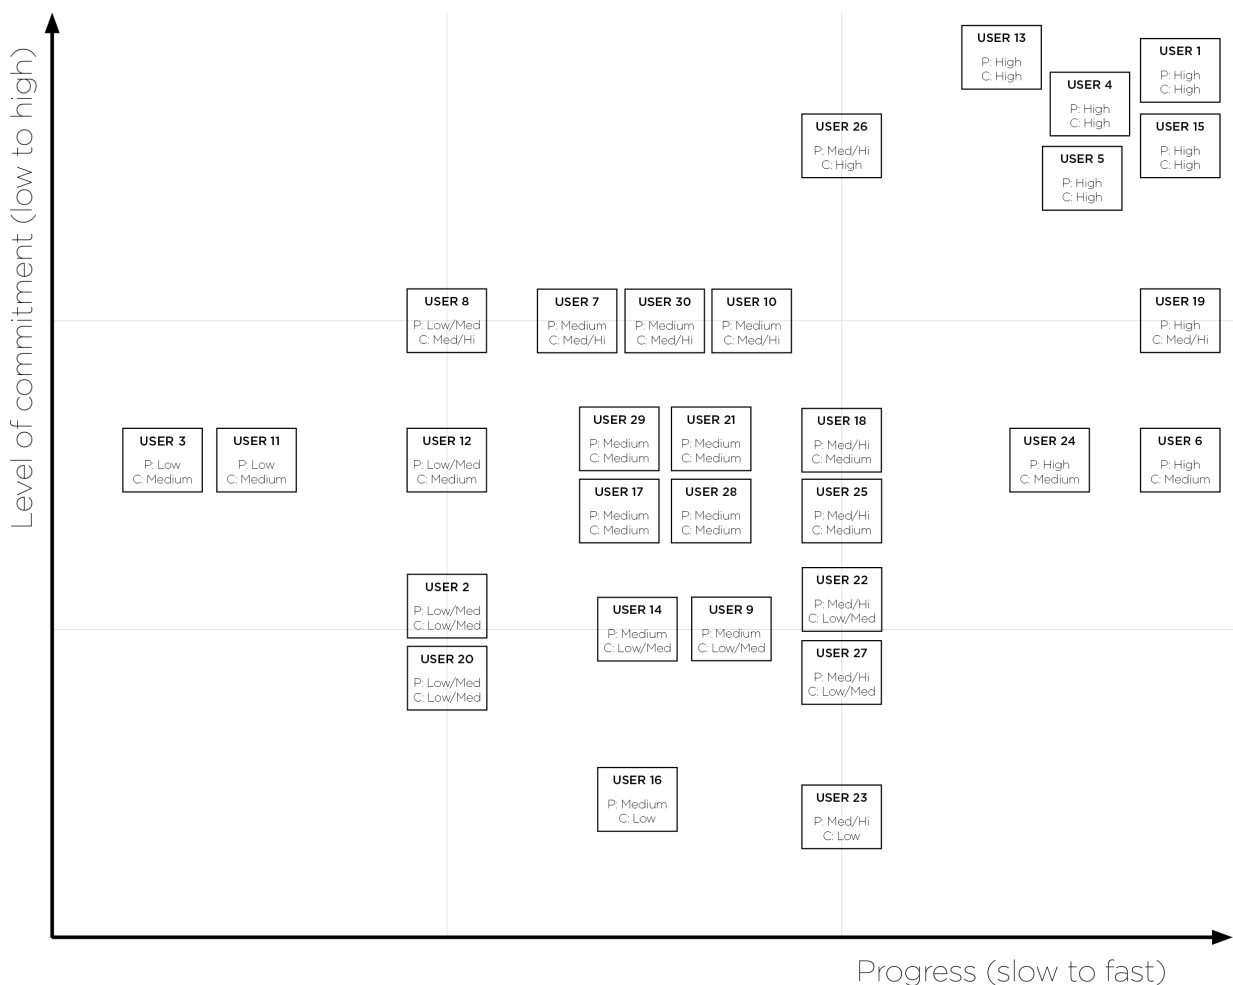 Level of commitment (low to high)
USER 13
P: High
C: High
USER 1
P: High
C: High
USER 4
P: High
C: High
USER 26
P: Med/Hi
C: High
USER 15
P: High
C: High
USER 5
P: High
C: High
USER 8
P: Low/Med
C: Med/Hi
USER 7
P: Medium
C: Med/Hi
USER 30
P: Medium
C: Med/Hi
USER 10
P: Medium
C: Med/Hi
USER 19
P: High
C: Med/Hi
USER 3
P: Low
C: Medium
USER 11
P: Low
C: Medium
USER 12
P: Low/Med
C: Medium
USER 29
P: Medium
C: Medium
USER 21
P: Medium
C: Medium
USER 18
P: Med/Hi
C: Medium
USER 24
P: High
C: Medium
USER 6
P: High
C: Medium
USER 17
P: Medium
C: Medium
USER 28
P: Medium
C: Medium
USER 25
P: Med/Hi
C: Medium
USER 2
P: Low/Med
C: Low/Med
USER 14
P: Medium
C: Low/Med
USER 9
P: Medium
C: Low/Med
USER 22
P: Med/Hi
C: Low/Med
USER 20
P: Low/Med
C: Low/Med
USER 27
P: Med/Hi
C: Low/Med
USER 16
P: Medium
C: Low
USER 23
P: Med/Hi
C: Low
Progress (slow to fast)